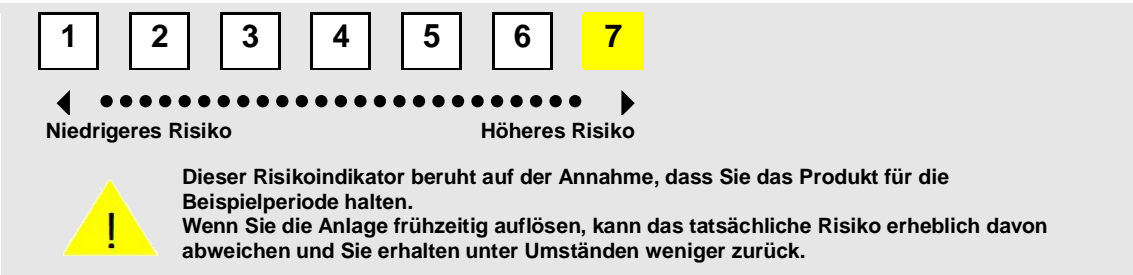 1 2 3 4 5 6 7
Niedrigeres Risiko Höheres Risiko
!
Dieser Risikoindikator beruht auf der Annahme, dass Sie das Produkt für die
Beispielperiode halten.
Wenn Sie die Anlage frühzeitig auflösen, kann das tatsächliche Risiko erheblich davon
abweichen und Sie erhalten unter Umständen weniger zurück.